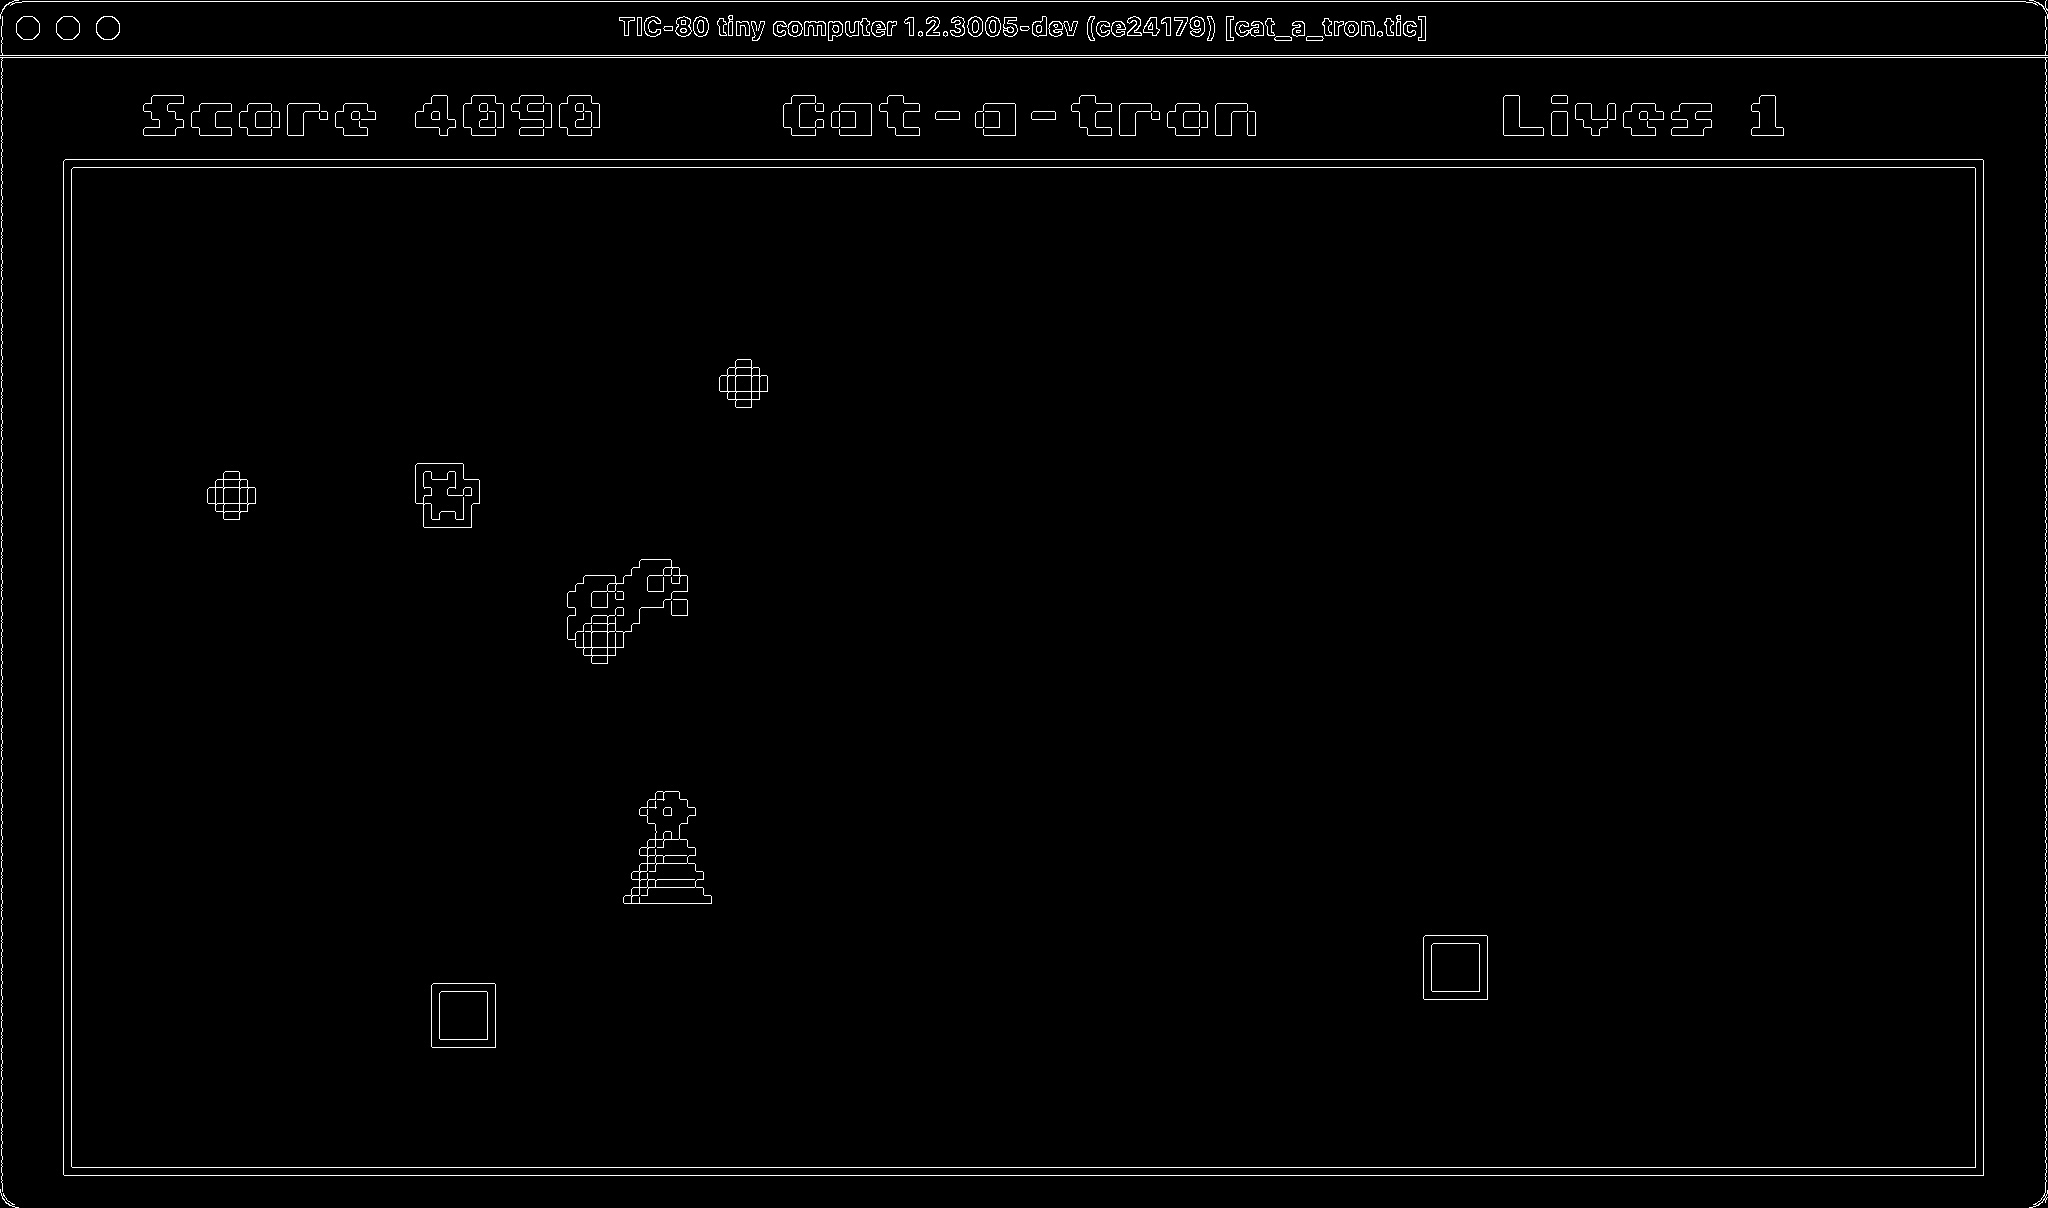 TIC-80 tiny computer 1.2.3005-dev (ce24179) [cat_a_tron.tic]
Score 4090 Cat-a-tron Lives 1